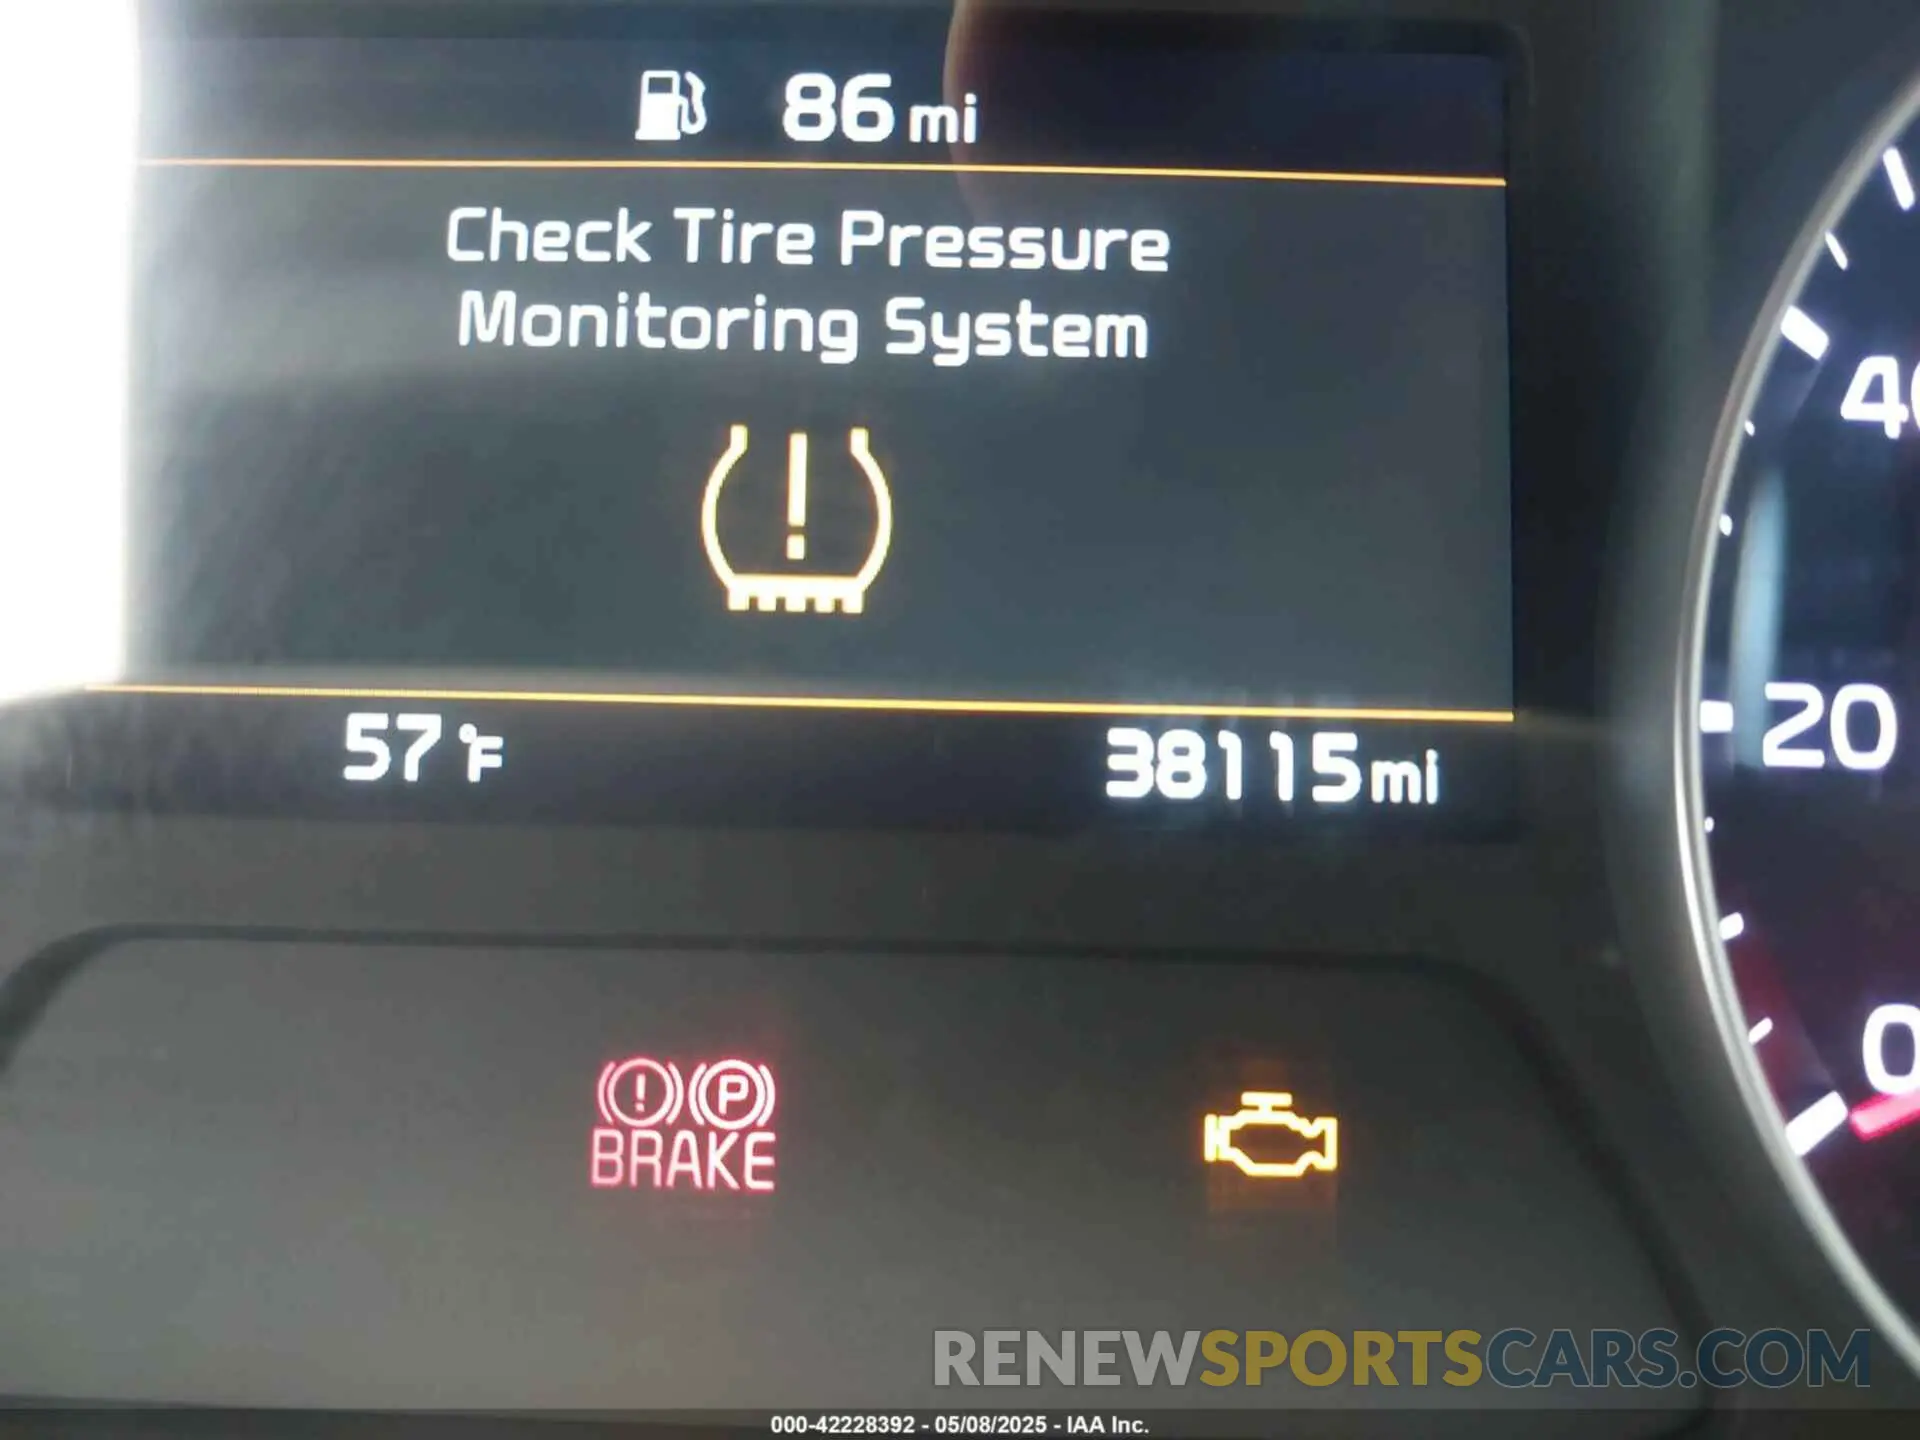 86 mi
Check Tire Pressure
Monitoring System
57 °F
38115 mi
P
BRAKE
20
0
RENEWSPORTSCARS.COM
000-42228392 - 05/08/2025 - IAA Inc.